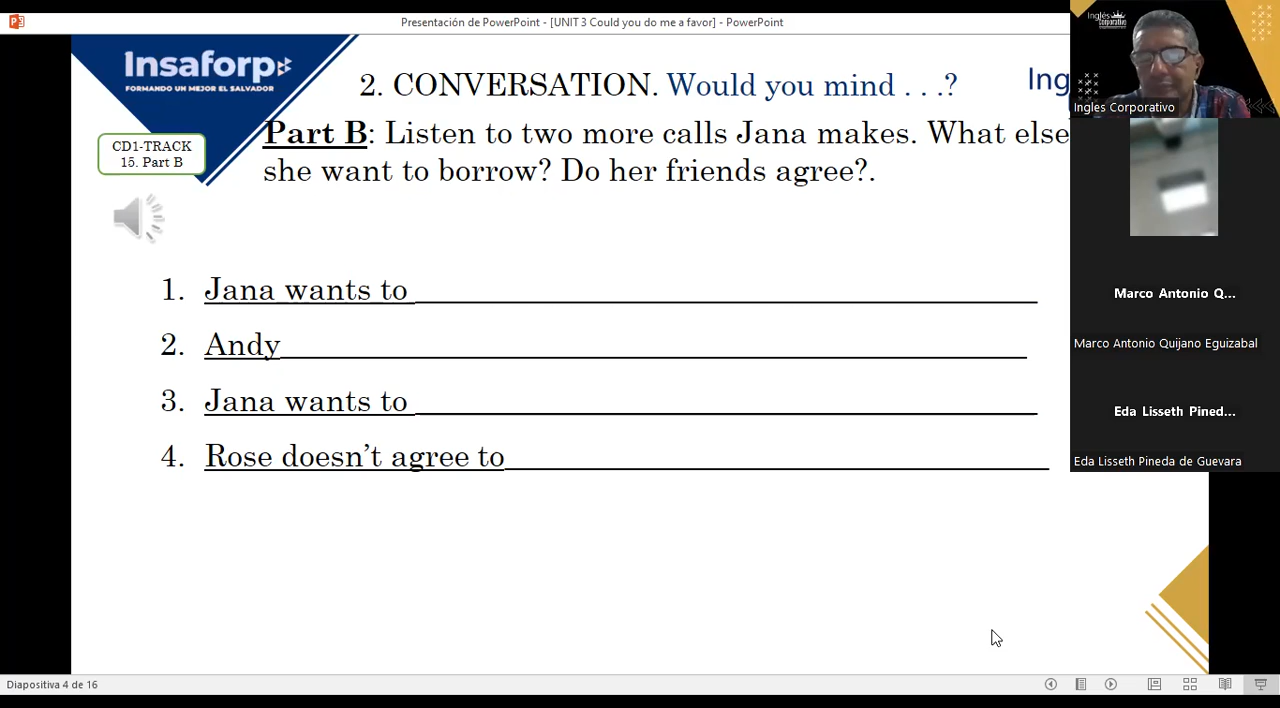 Presentación de PowerPoint - [UNIT 3 Could you do me a favor] - PowerPoint
Insaforp
FORMANDO UN MEJOR EL SALVADOR
2. CONVERSATION. Would you mind . . .?
Ing
Part B: Listen to two more calls Jana makes. What else
she want to borrow? Do her friends agree?.
CD1-TRACK
15. Part B
1. Jana wants to
2. Andy
3. Jana wants to
4. Rose doesn't agree to
Inglés
Corporativo
Ingles Corporativo
Marco Antonio Q...
Marco Antonio Quijano Eguizabal
Eda Lisseth Pined...
Eda Lisseth Pineda de Guevara
Diapositiva 4 de 16